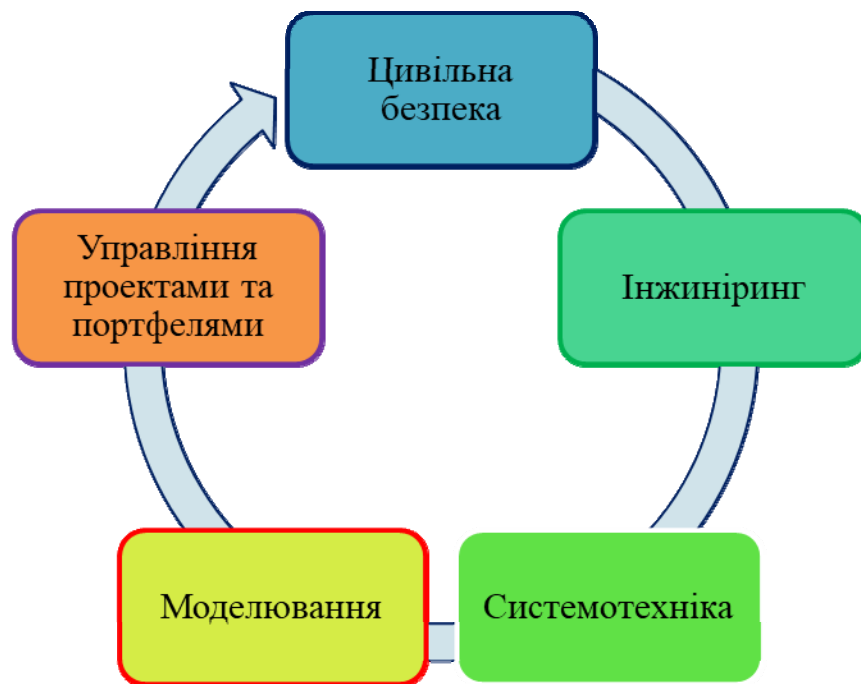 Цивільна
безпека
Управління
проектами та
портфелями
Інжиніринг
Моделювання
Системотехніка